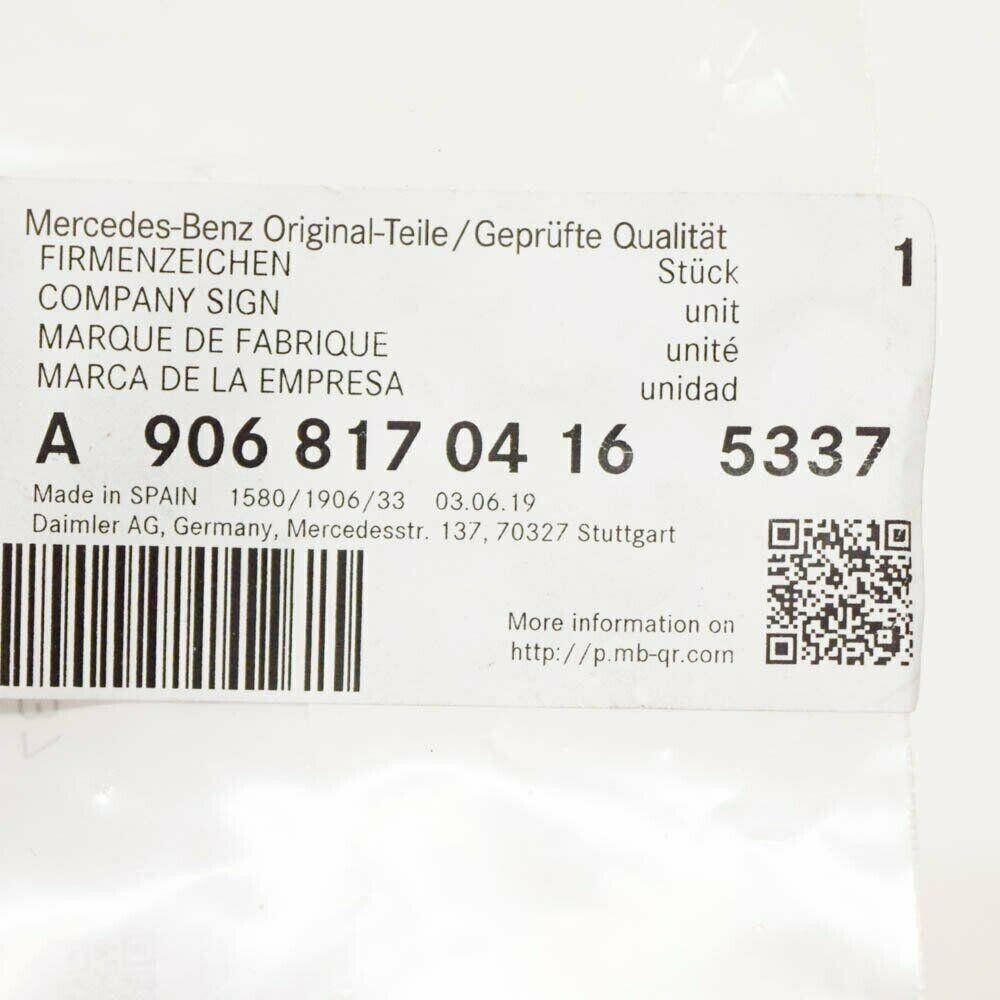 Mercedes-Benz Original-Teile/Geprüfte Qualität
FIRMENZEICHEN Stück 1
COMPANY SIGN unit
MARQUE DE FABRIQUE unité
MARCA DE LA EMPRESA unidad
A 906 817 04 16 5337
Made in SPAIN 1580/1906/33 03.06.19
Daimler AG, Germany, Mercedesstr. 137, 70327 Stuttgart
More information on
http://p.mb-qr.com